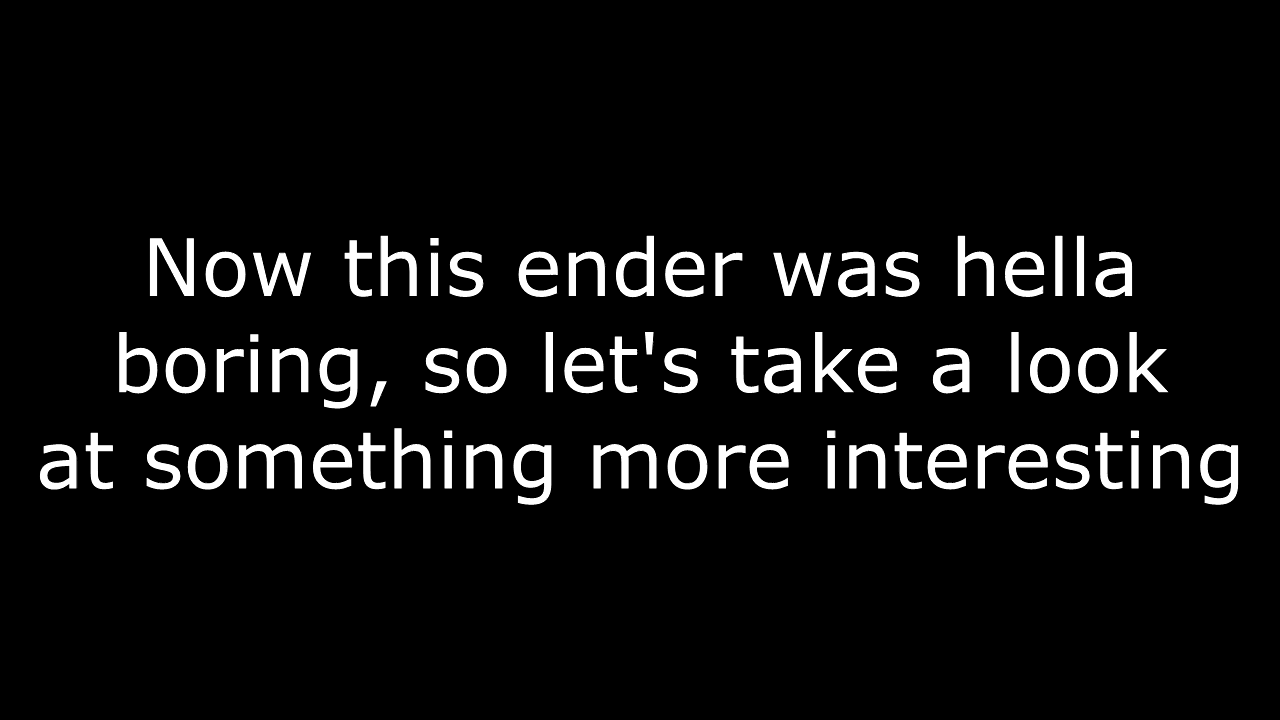 Now this ender was hella
boring, so let's take a look
at something more interesting